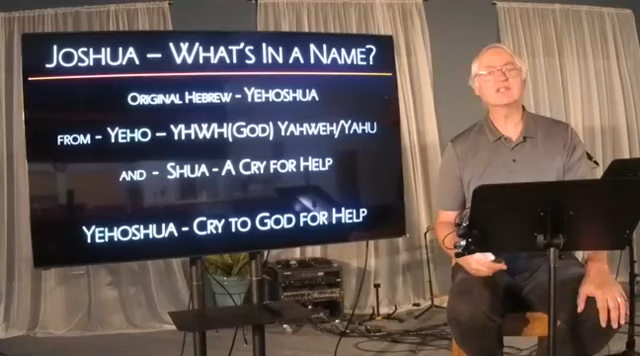 Joshua – What's In a Name?
Original Hebrew - Yehoshua
from - Yeho – YHWH(God) Yahweh/Yahu
and - Shua - A Cry for Help
Yehoshua - Cry to God for Help